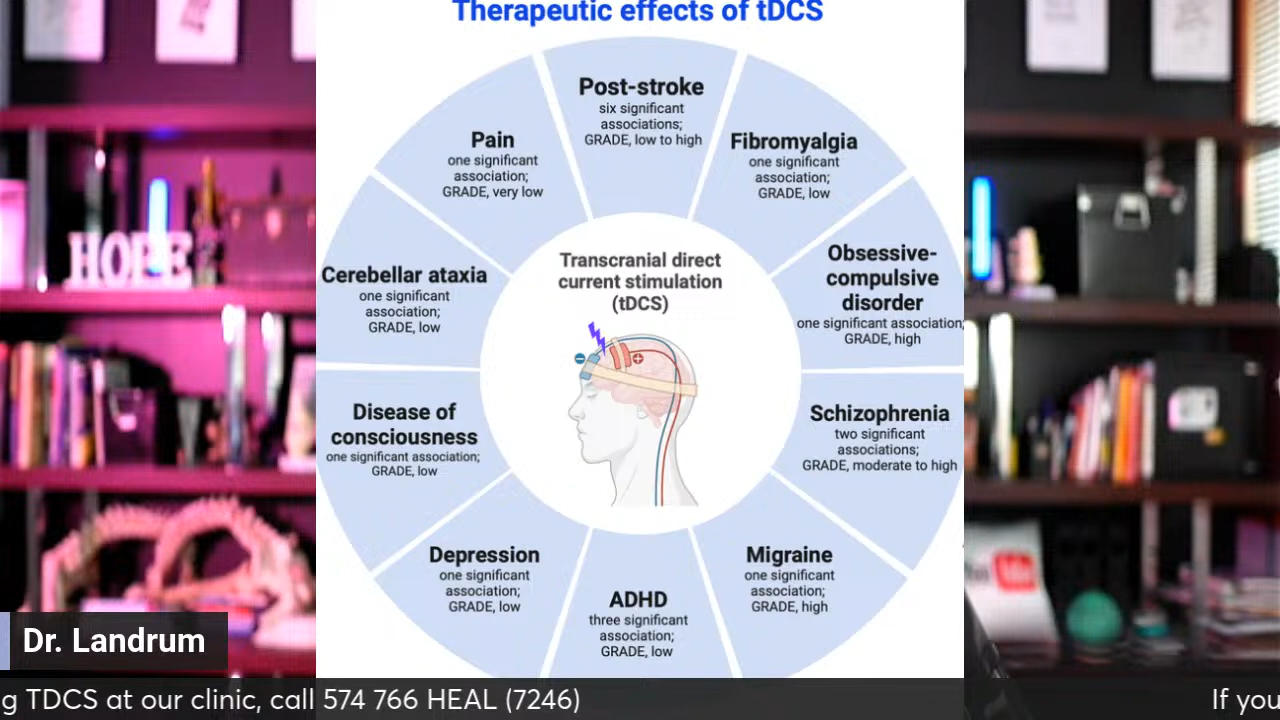 Therapeutic effects of tDCS
Post-stroke
six significant
associations;
GRADE, low to high
Pain
one significant
association;
GRADE, very low
Fibromyalgia
one significant
association;
GRADE, low
Cerebellar ataxia
one significant
association;
GRADE, low
Transcranial direct
current stimulation
(tDCS)
Obsessive-
compulsive
disorder
one significant association;
GRADE, high
HOPE
Disease of
consciousness
one significant association;
GRADE, low
Schizophrenia
two significant
associations;
GRADE, moderate to high
Depression
one significant
association;
GRADE, low
ADHD
three significant
association;
GRADE, low
Migraine
one significant
association;
GRADE, high
Dr. Landrum
g TDCS at our clinic, call 574 766 HEAL (7246)
If you